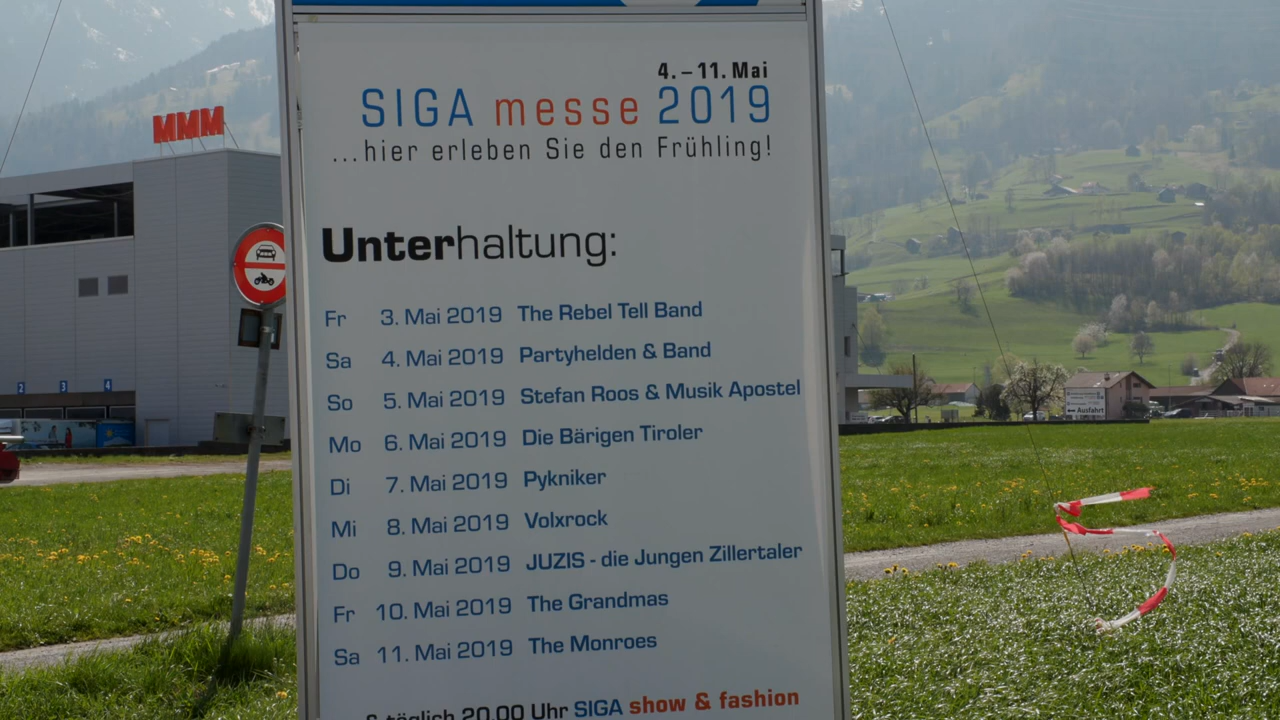 4. – 11. Mai
SIGA messe 2019
...hier erleben Sie den Frühling!
MMM
Unterhaltung:
Fr 3. Mai 2019 The Rebel Tell Band
Sa 4. Mai 2019 Partyhelden & Band
So 5. Mai 2019 Stefan Roos & Musik Apostel
Mo 6. Mai 2019 Die Bärigen Tiroler
Di 7. Mai 2019 Pykniker
Mi 8. Mai 2019 Volxrock
Do 9. Mai 2019 JUZIS - die Jungen Zillertaler
Fr 10. Mai 2019 The Grandmas
Sa 11. Mai 2019 The Monroes
& täglich 20.00 Uhr SIGA show & fashion
2 3 4
Ausfahrt